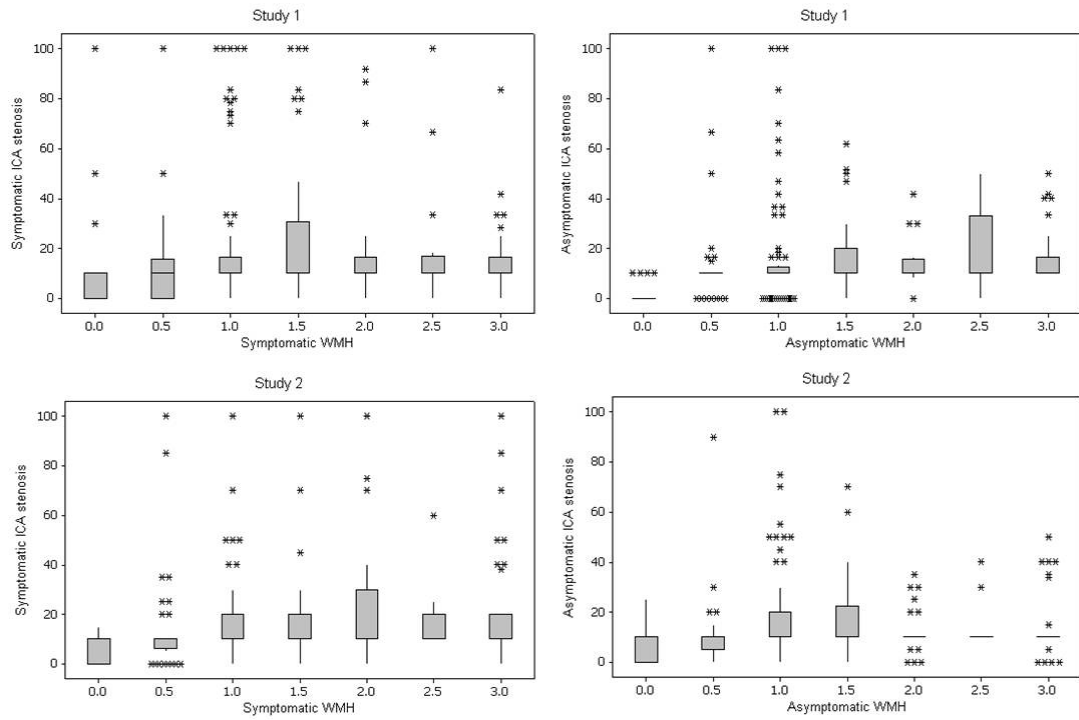 Study 1
Symptomatic ICA stenosis
100
80
60
40
20
0
0.0 0.5 1.0 1.5 2.0 2.5 3.0
Symptomatic WMH
Study 1
Asymptomatic ICA stenosis
100
80
60
40
20
0
0.0 0.5 1.0 1.5 2.0 2.5 3.0
Asymptomatic WMH
Study 2
Symptomatic ICA stenosis
100
80
60
40
20
0
0.0 0.5 1.0 1.5 2.0 2.5 3.0
Symptomatic WMH
Study 2
Asymptomatic ICA stenosis
100
80
60
40
20
0
0.0 0.5 1.0 1.5 2.0 2.5 3.0
Asymptomatic WMH